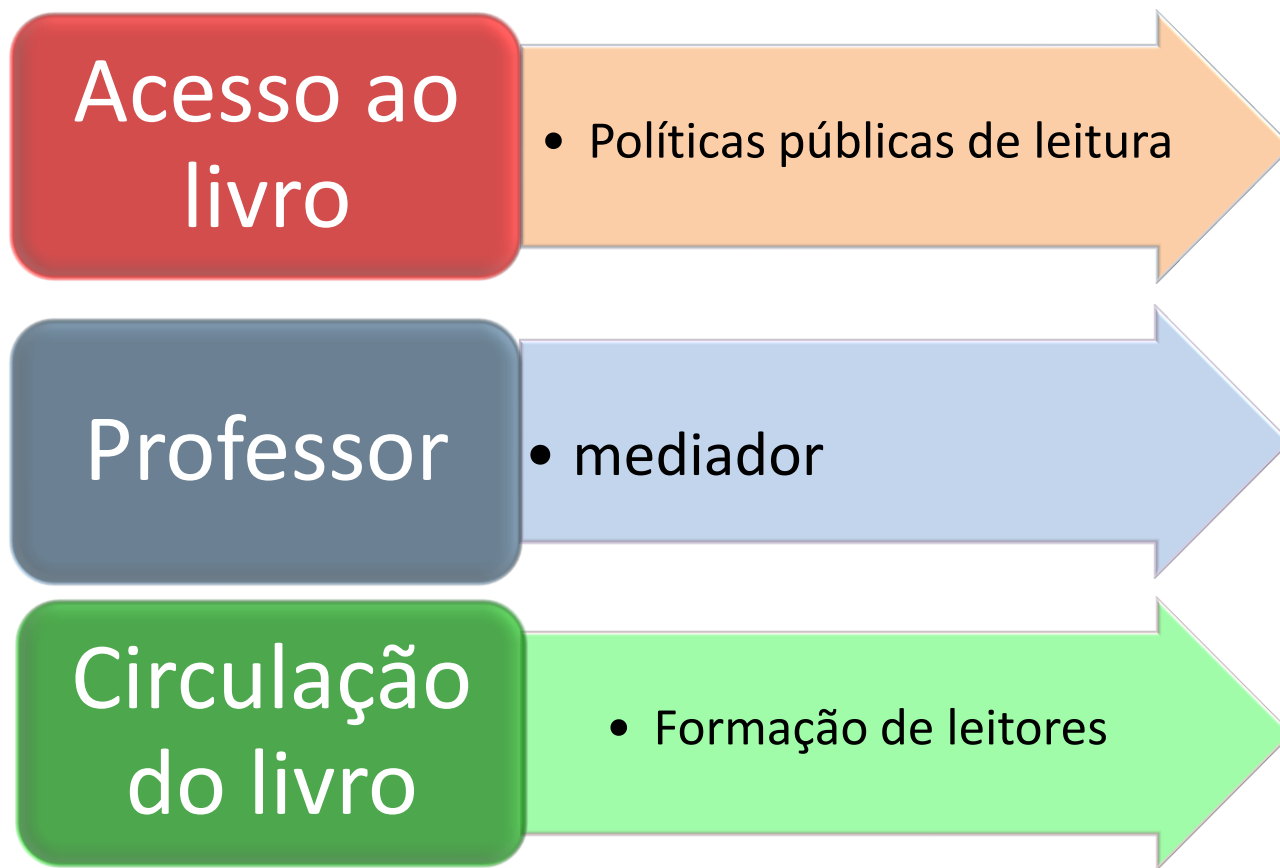 Acesso ao
livro
• Políticas públicas de leitura
Professor
• mediador
Circulação
do livro
• Formação de leitores